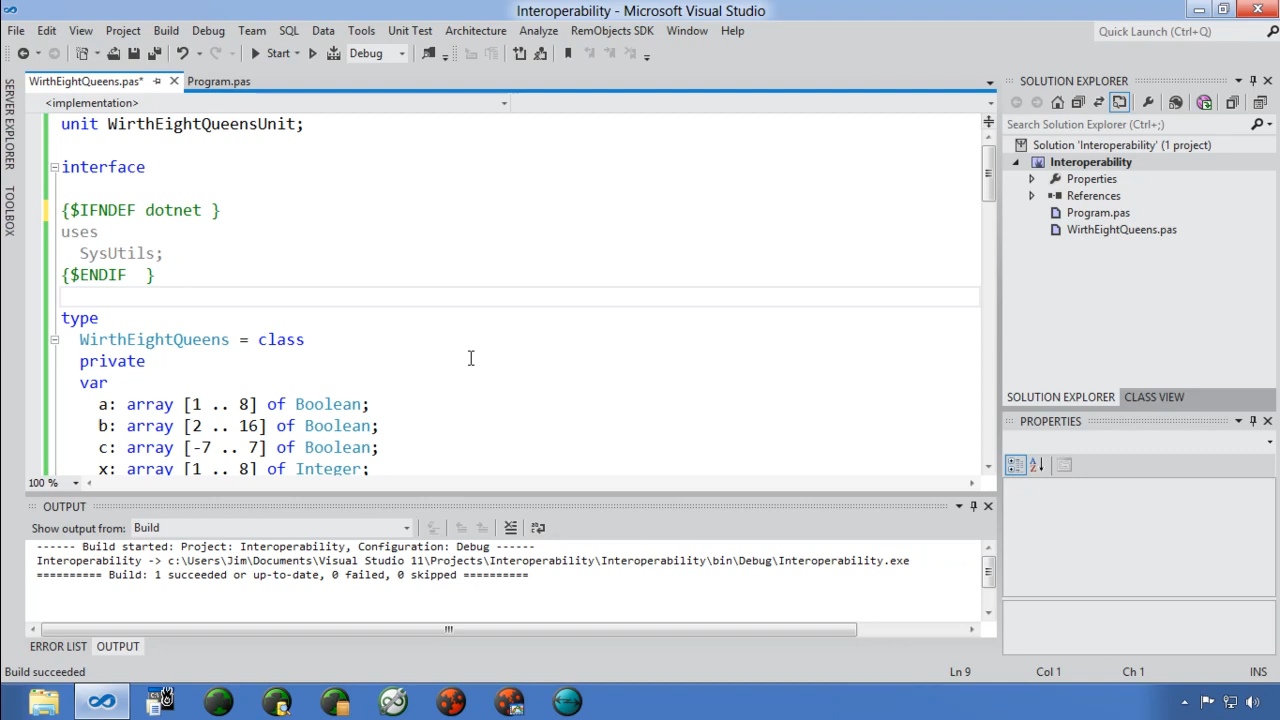 Interoperability - Microsoft Visual Studio
File Edit View Project Build Debug Team SQL Data Tools Unit Test Architecture Analyze RemObjects SDK Window Help
Quick Launch (Ctrl+Q)
Start Debug
WirthEightQueens.pas* Program.pas
SOLUTION EXPLORER
<implementation>
SERVER EXPLORER
TOOLBOX
Search Solution Explorer (Ctrl+;)
Solution 'Interoperability' (1 project)
Interoperability
Properties
References
Program.pas
WirthEightQueens.pas
unit WirthEightQueensUnit;
interface
{$IFNDEF dotnet }
uses
SysUtils;
{$ENDIF  }
type
WirthEightQueens = class
private
var
a: array [1 .. 8] of Boolean;
b: array [2 .. 16] of Boolean;
c: array [-7 .. 7] of Boolean;
x: array [1 .. 8] of Integer;
100 %
SOLUTION EXPLORER CLASS VIEW
PROPERTIES
OUTPUT
Show output from: Build
------ Build started: Project: Interoperability, Configuration: Debug ------
Interoperability -> c:\Users\Jim\Documents\Visual Studio 11\Projects\Interoperability\Interoperability\bin\Debug\Interoperability.exe
========== Build: 1 succeeded or up-to-date, 0 failed, 0 skipped ==========
ERROR LIST OUTPUT
Build succeeded Ln 9 Col 1 Ch 1 INS